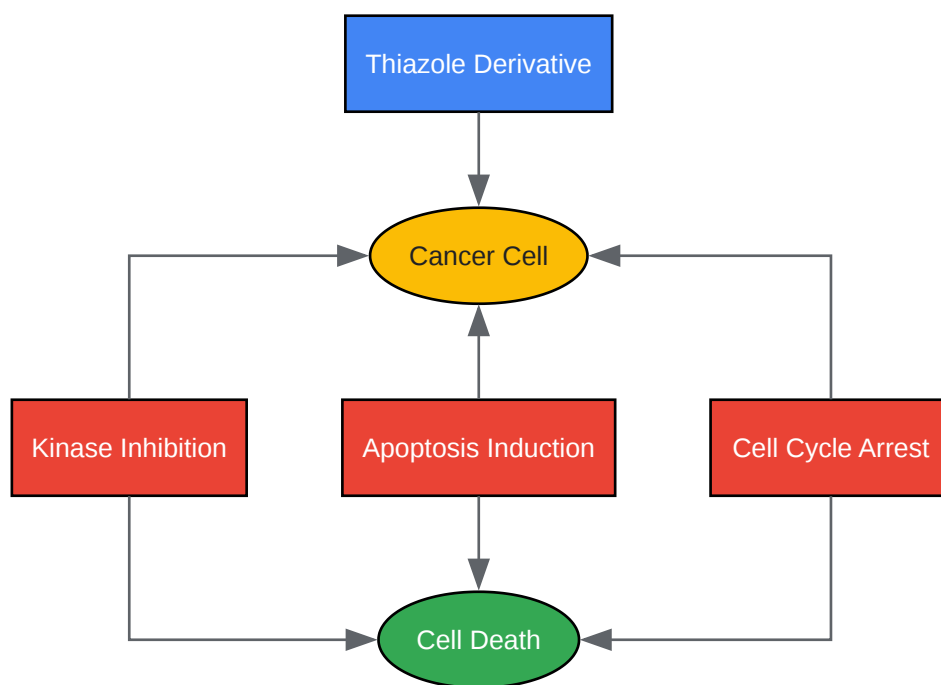 Thiazole Derivative
Cancer Cell
Kinase Inhibition
Apoptosis Induction
Cell Cycle Arrest
Cell Death